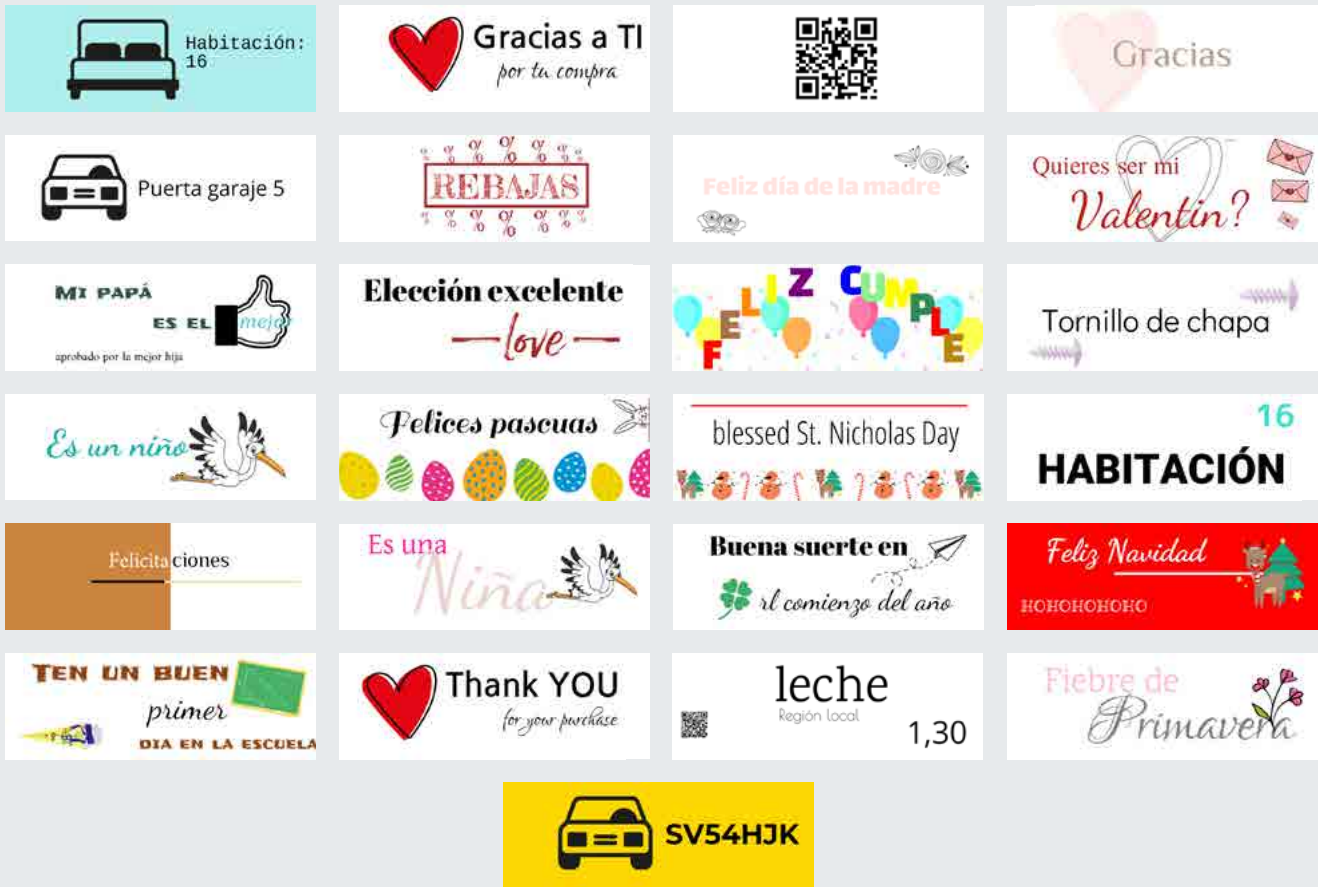 Habitación:
16
Gracias a TI
por tu compra
Gracias
Puerta garaje 5
% % % % % % %
REBAJAS
% % % % % % % % %
Feliz día de la madre
Quieres ser mi
Valentín?
MI PAPÁ
ES EL mejor
aprobado por la mejor hija
Elección excelente
love
FELIZ CUMPLE
Tornillo de chapa
Es un niño
Felices pascuas
blessed St. Nicholas Day
16
HABITACIÓN
Felicitaciones
Es una
Niña
Buena suerte en
rl comienzo del año
Feliz Navidad
HOHOHOHOHO
TEN UN BUEN
primer
DIA EN LA ESCUELA
Thank YOU
for your purchase
leche
Región local
1,30
Fiebre de
Primavera
SV54HJK